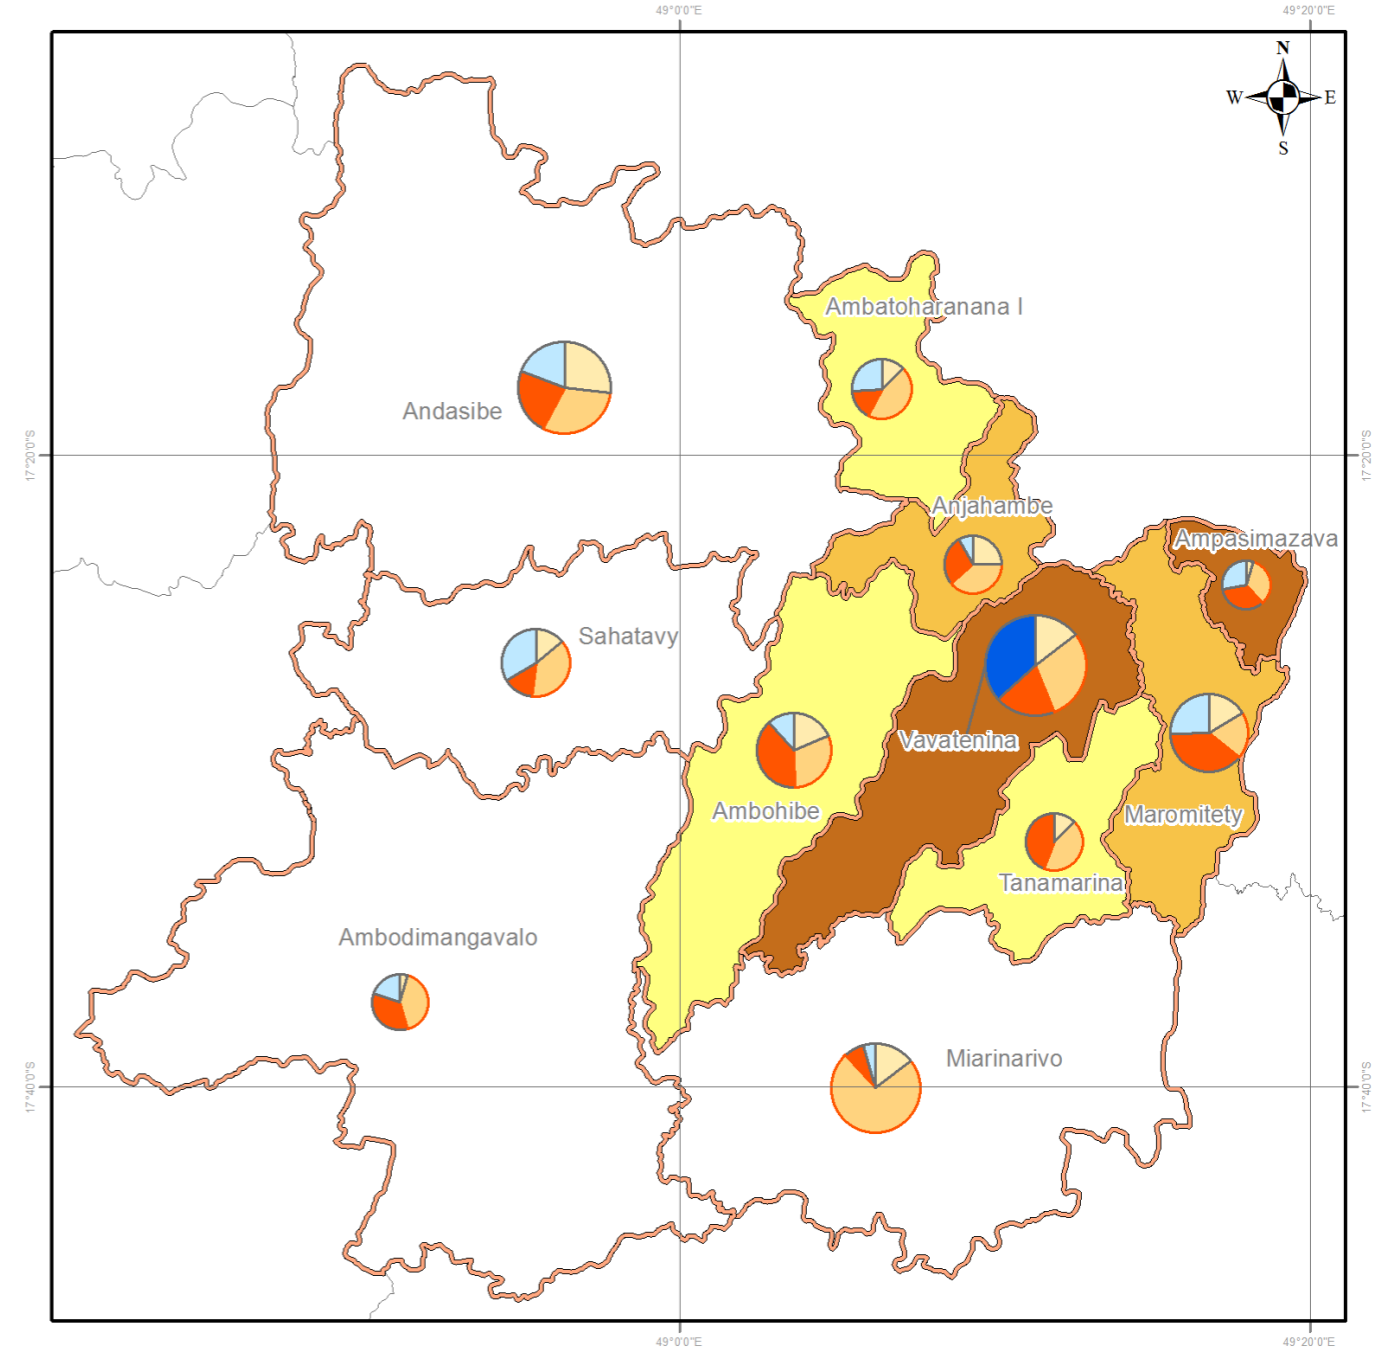 49°0'0"E
49°20'0"E
N
W
E
S
Ambatoharanana I
Andasibe
17°20'0"S
17°20'0"S
Anjahambe
Ampasimazava
Sahatavy
Vavatenina
Ambohibe
Maromitety
Tanamarina
Ambodimangavalo
Miarinarivo
17°40'0"S
17°40'0"S
49°0'0"E
49°20'0"E